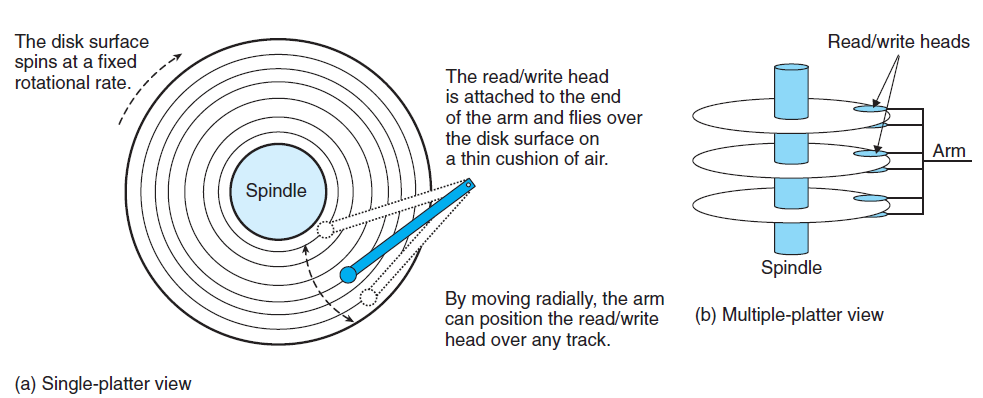 The disk surface
spins at a fixed
rotational rate.
Spindle
The read/write head
is attached to the end
of the arm and flies over
the disk surface on
a thin cushion of air.
By moving radially, the arm
can position the read/write
head over any track.
(a) Single-platter view
Read/write heads
Arm
Spindle
(b) Multiple-platter view